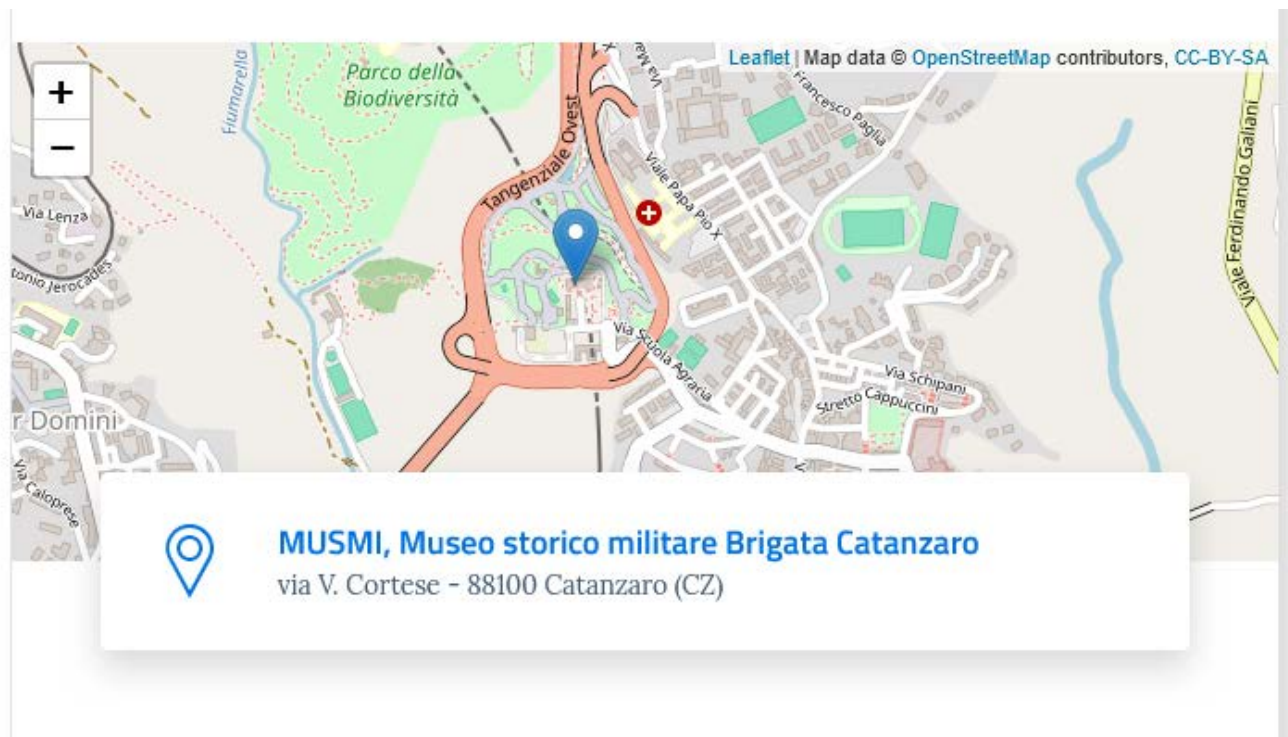 Leaflet | Map data © OpenStreetMap contributors, CC-BY-SA
+
−
Fiumarella
Parco della
Biodiversità
Tangenziale Ovest
Via Mar
Francesco Paglia
Viale Papa Pio X
Viale Ferdinando Galiani
Via Lenza
tonio Jerocades
Via Scuola Agraria
Via Schipani
Stretto Cappuccini
r Domini
Via Caloprese
MUSMI, Museo storico militare Brigata Catanzaro
via V. Cortese - 88100 Catanzaro (CZ)